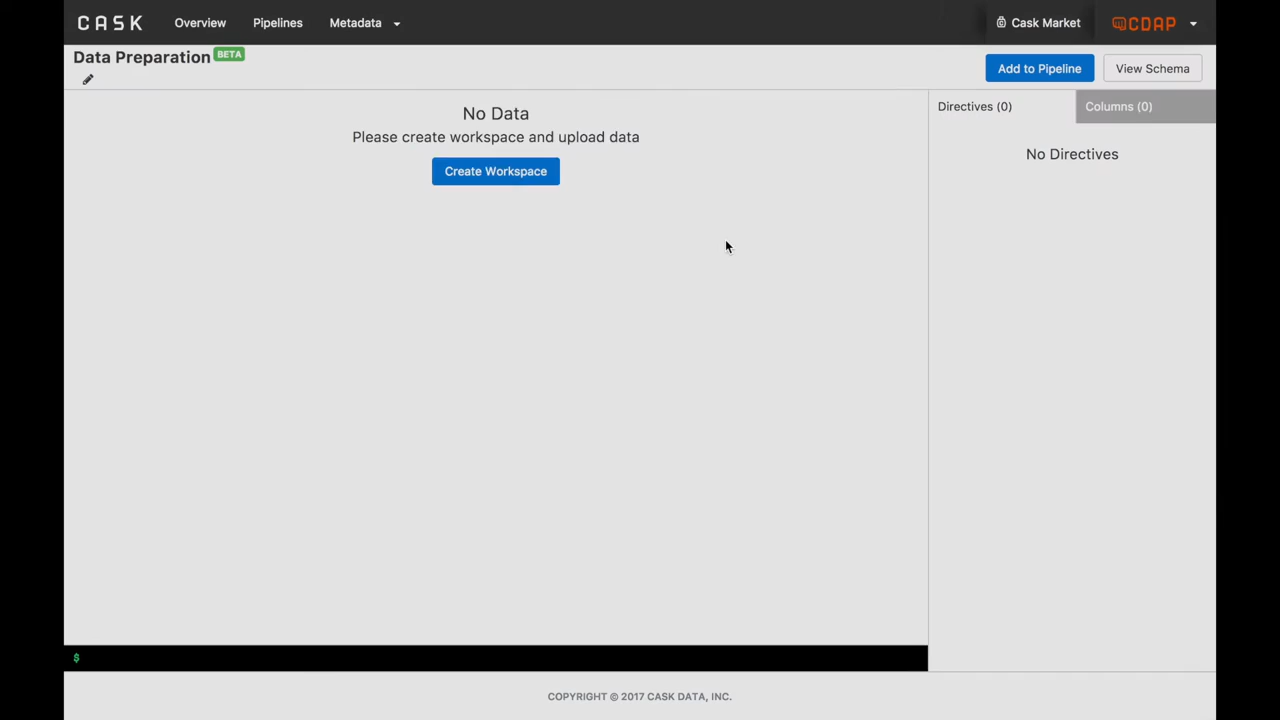 CASK Overview Pipelines Metadata Cask Market CDAP
Data Preparation BETA
Add to Pipeline View Schema
No Data
Please create workspace and upload data
Create Workspace
Directives (0) Columns (0)
No Directives
$
COPYRIGHT © 2017 CASK DATA, INC.